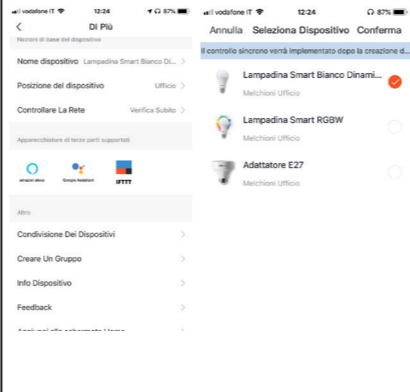 vodafone IT 12:24 87%
Di Più
Nome dispositivo Lampadina Smart Bianco Di...
Posizione del dispositivo Ufficio
Controllare La Rete Verifica Subito
Apparecchiature di terze parti supportati
amazon alexa Google Assistant IFTTT
Altro
Condivisione Dei Dispositivi
Creare Un Gruppo
Info Dispositivo
Feedback
vodafone IT 12:24 87%
Annulla Seleziona Dispositivo Conferma
Il controllo sincrono verrà implementato dopo la creazione d...
Lampadina Smart Bianco Dinami...
Melchioni Ufficio
Lampadina Smart RGBW
Melchioni Ufficio
Adattatore E27
Melchioni Ufficio